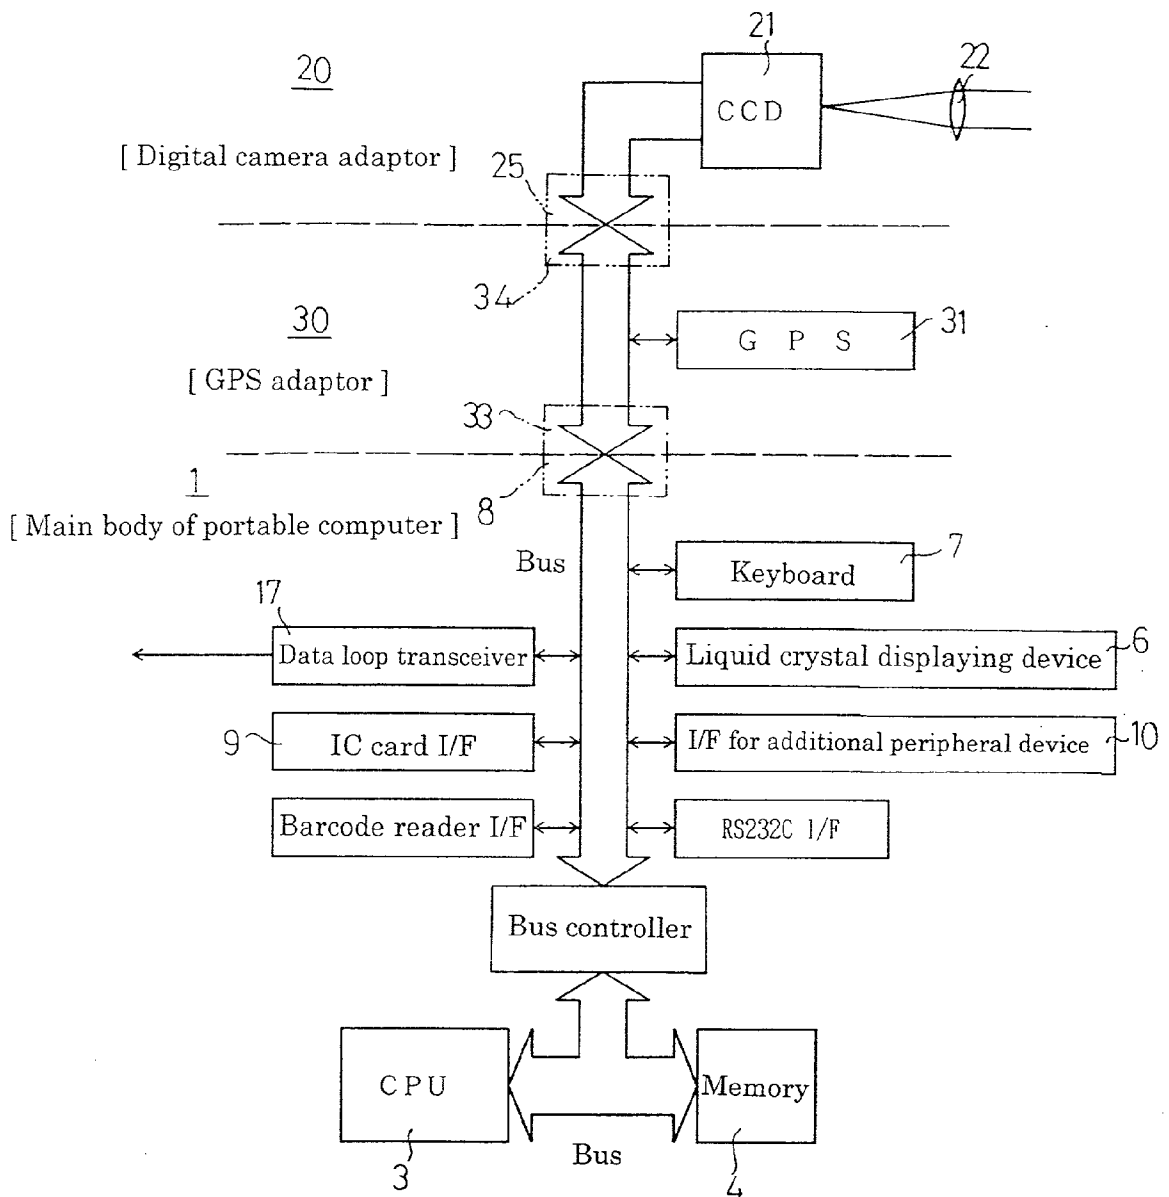 21
20
22
CCD
[ Digital camera adaptor ]
25
34
30
31
G P S
[ GPS adaptor ]
33
1
8
[ Main body of portable computer ]
7
Bus
Keyboard
17
6
Data loop transceiver
Liquid crystal displaying device
9
IC card I/F
I/F for additional peripheral device
10
Barcode reader I/F
RS232C I/F
Bus controller
CPU
Memory
Bus
3
4